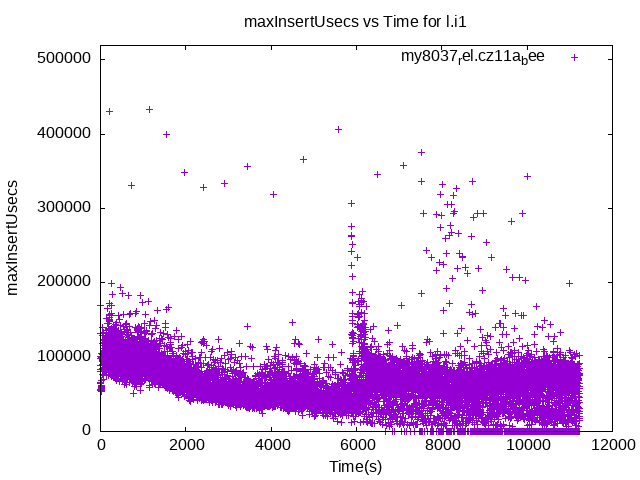 maxInsertUsecs vs Time for l.i1
my8037rel.cz11abee
500000
400000
300000
200000
100000
0
maxInsertUsecs
0 2000 4000 6000 8000 10000 12000
Time(s)